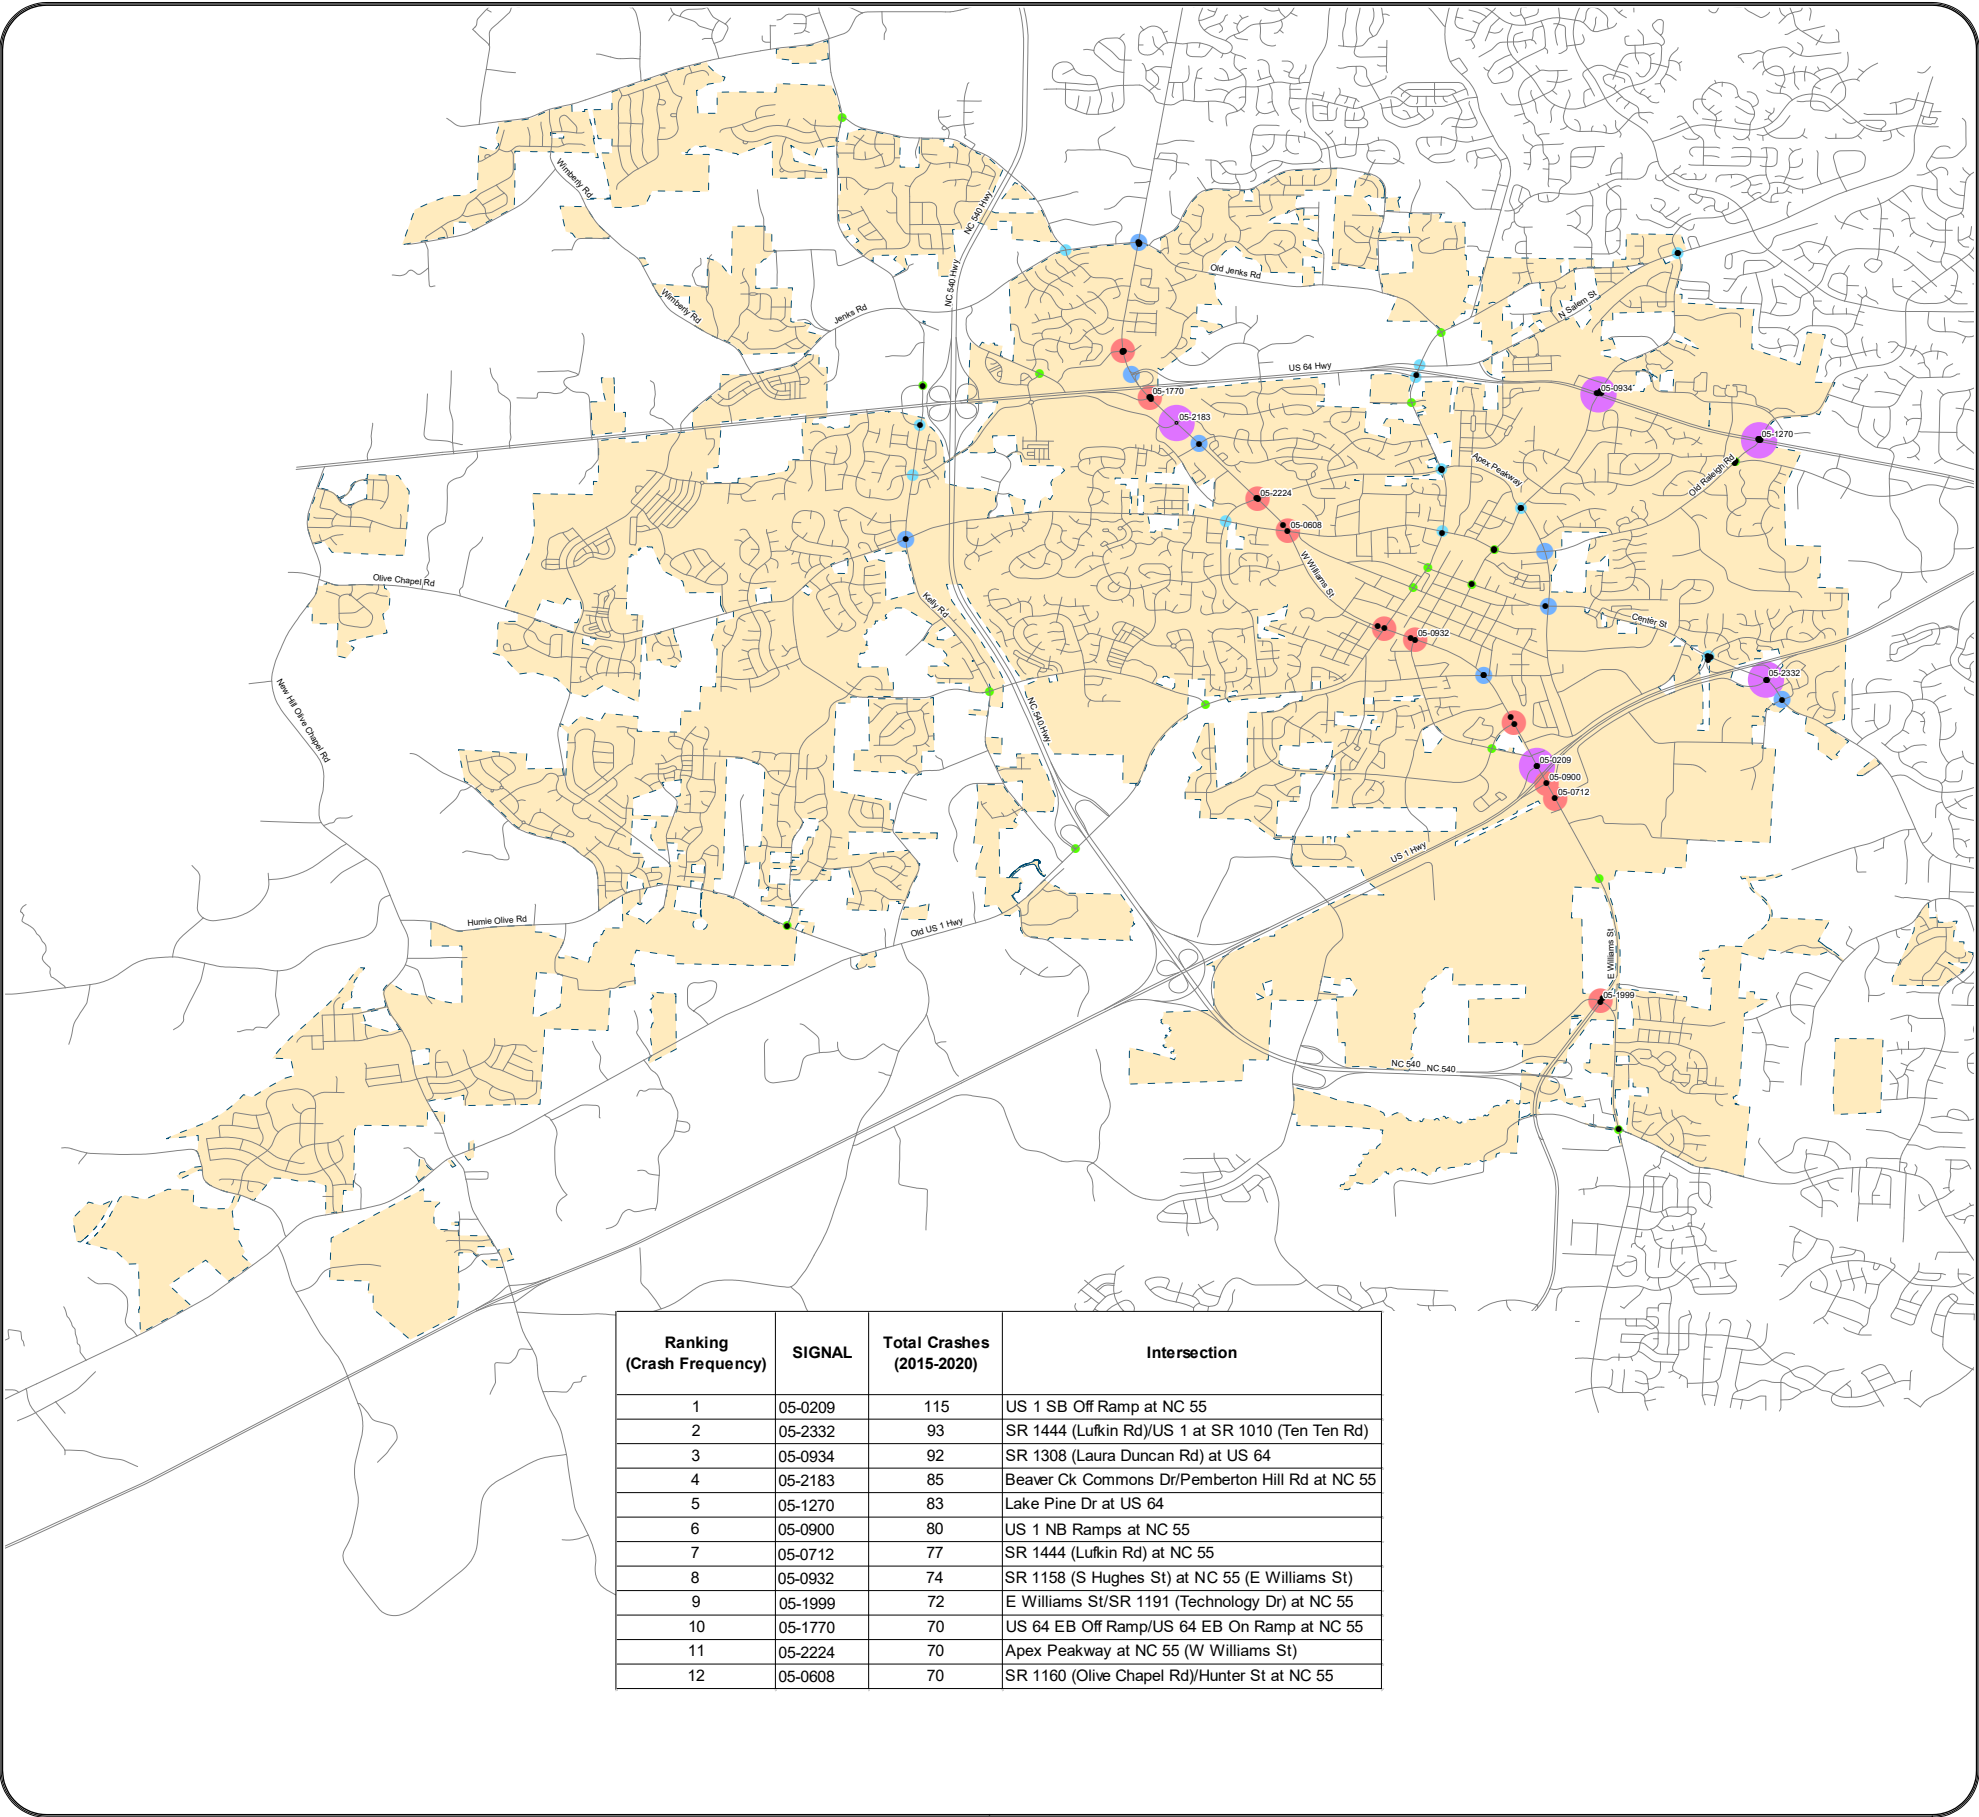 Wimberly Rd
NC 540 Hwy
Old Jenks Rd
NC 540 Hwy
Wimberly Rd
Jenks Rd
N Salem St
US 64 Hwy
05-1770
05-0934
05-2183
05-1270
Apex Peakway
Old Raleigh Rd
05-2224
05-0608
W Williams St
Olive Chapel Rd
Kelly Rd
Center St
05-0932
05-2332
New Hill Olive Chapel Rd
NC 540 Hwy
05-0209
05-0900
05-0712
US 1 Hwy
Humie Olive Rd
Old US 1 Hwy
E Williams St
05-1999
NC 540
NC 540
Ranking
(Crash Frequency)
SIGNAL
Total Crashes
(2015-2020)
Intersection
1 05-0209 115 US 1 SB Off Ramp at NC 55
2 05-2332 93 SR 1444 (Lufkin Rd)/US 1 at SR 1010 (Ten Ten Rd)
3 05-0934 92 SR 1308 (Laura Duncan Rd) at US 64
4 05-2183 85 Beaver Ck Commons Dr/Pemberton Hill Rd at NC 55
5 05-1270 83 Lake Pine Dr at US 64
6 05-0900 80 US 1 NB Ramps at NC 55
7 05-0712 77 SR 1444 (Lufkin Rd) at NC 55
8 05-0932 74 SR 1158 (S Hughes St) at NC 55 (E Williams St)
9 05-1999 72 E Williams St/SR 1191 (Technology Dr) at NC 55
10 05-1770 70 US 64 EB Off Ramp/US 64 EB On Ramp at NC 55
11 05-2224 70 Apex Peakway at NC 55 (W Williams St)
12 05-0608 70 SR 1160 (Olive Chapel Rd)/Hunter St at NC 55